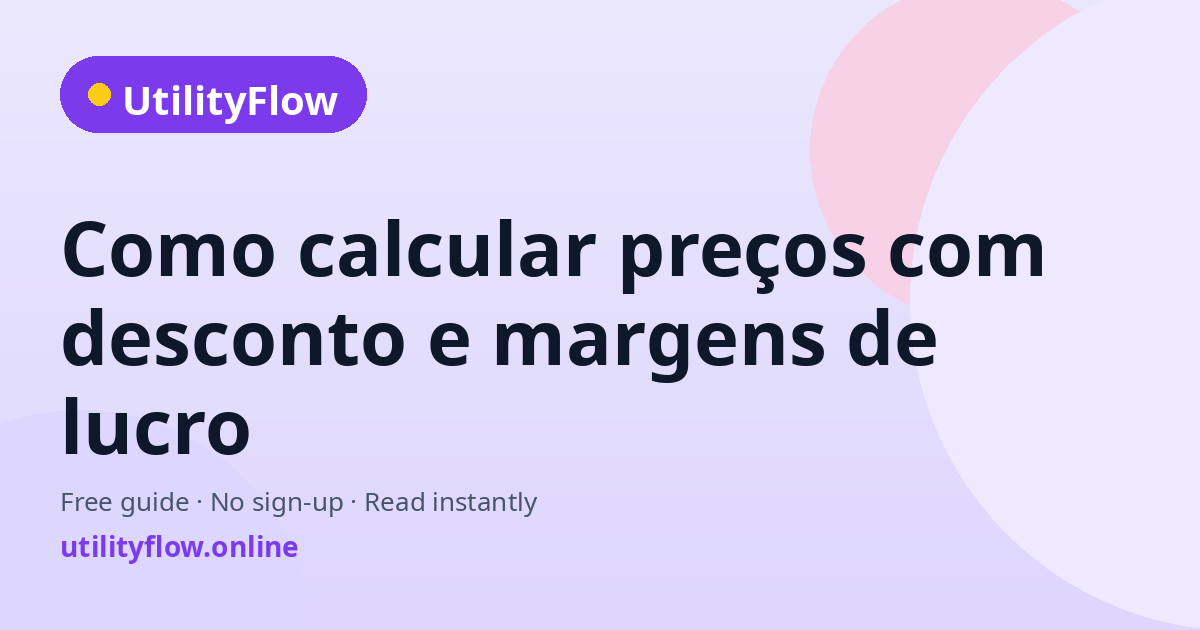 UtilityFlow
Como calcular preços com
desconto e margens de
lucro
Free guide · No sign-up · Read instantly
utilityflow.online